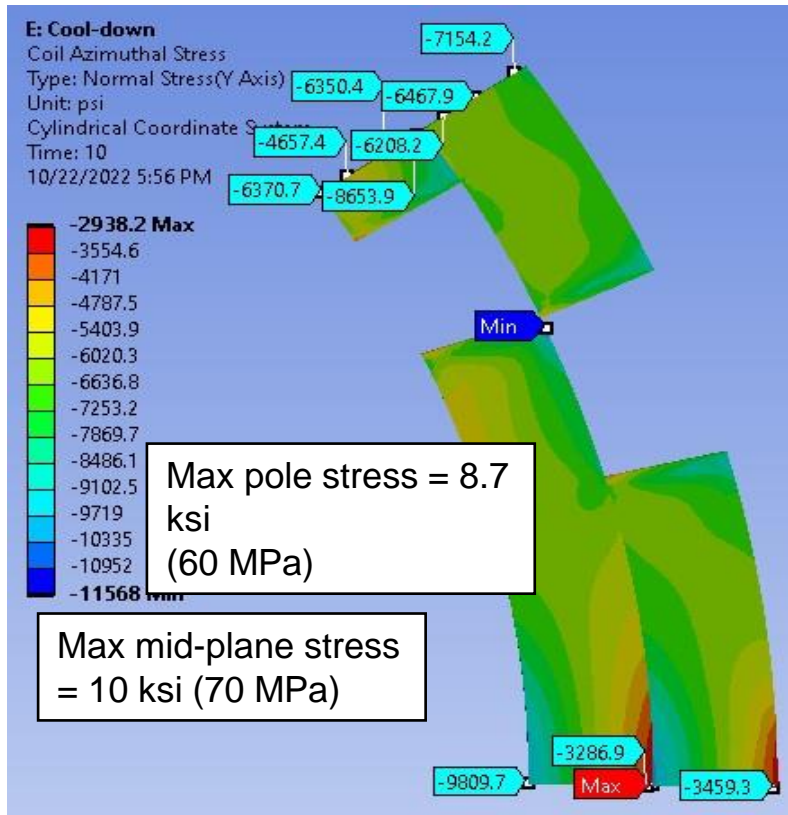 E: Cool-down
Coil Azimuthal Stress
Type: Normal Stress(Y Axis)
Unit: psi
Cylindrical Coordinate S
Time: 10
10/22/2022 5:56 PM
-7154.2
-6350.4
-6467.9
-4657.4
-6208.2
-6370.7
-8653.9
-2938.2 Max
-3554.6
-4171
-4787.5
-5403.9
-6020.3
-6636.8
-7253.2
-7869.7
-8486.1
-9102.5
-9719
-10335
-10952
-11568 Min
Min
Max pole stress = 8.7
ksi
(60 MPa)
Max mid-plane stress
= 10 ksi (70 MPa)
-3286.9
-9809.7
Max
-3459.3